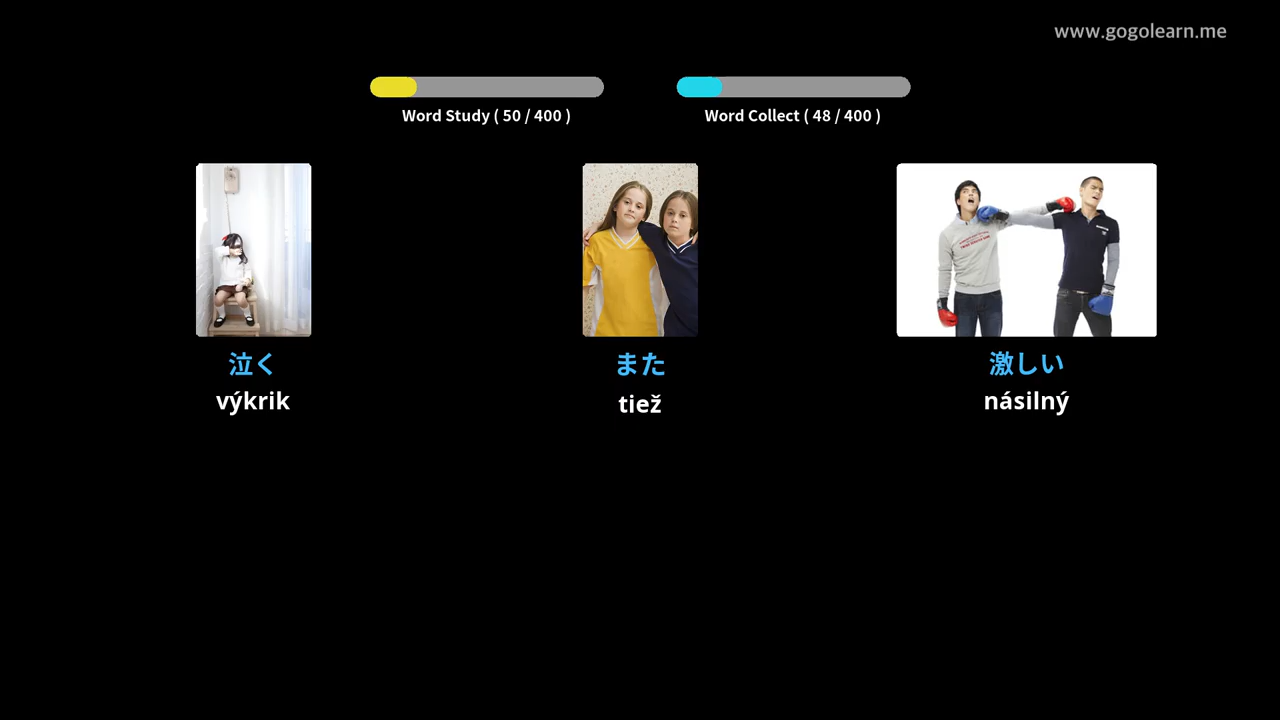 www.gogolearn.me
Word Study ( 50 / 400 )
Word Collect ( 48 / 400 )
泣く
výkrik
また
tiež
激しい
násilný